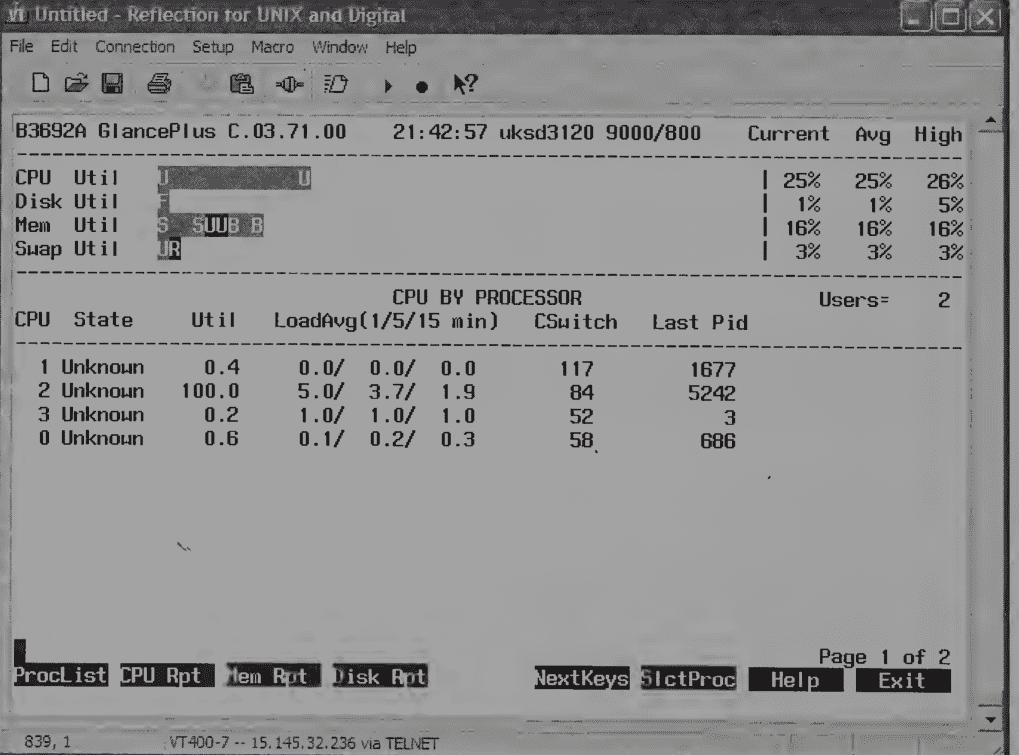 Untitled - Reflection for UNIX and Digital
File Edit Connection Setup Macro Window Help
B3692A GlancePlus C.03.71.00 21:42:57 uksd3120 9000/800 Current Avg High
--------------------------------------------------------------------------------
CPU Util U U | 25% 25% 26%
Disk Util F | 1% 1% 5%
Mem Util S SUUB B | 16% 16% 16%
Swap Util UR | 3% 3% 3%
--------------------------------------------------------------------------------
CPU BY PROCESSOR Users= 2
CPU State Util LoadAvg(1/5/15 min) CSwitch Last Pid
--------------------------------------------------------------------------------
1 Unknown 0.4 0.0/ 0.0/ 0.0 117 1677
2 Unknown 100.0 5.0/ 3.7/ 1.9 84 5242
3 Unknown 0.2 1.0/ 1.0/ 1.0 52 3
0 Unknown 0.6 0.1/ 0.2/ 0.3 58 686
Page 1 of 2
ProcList CPU Rpt Mem Rpt Disk Rpt NextKeys SlctProc Help Exit
839, 1 VT400-7 -- 15.145.32.236 via TELNET